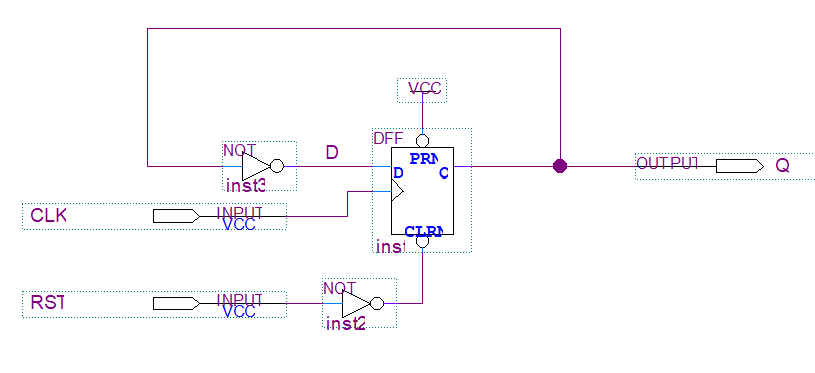 VCC
DFF
NOT
D
PRN
D
Q
OUTPUT
Q
inst3
CLK
INPUT
VCC
CLRN
inst
NOT
RST
INPUT
VCC
inst2